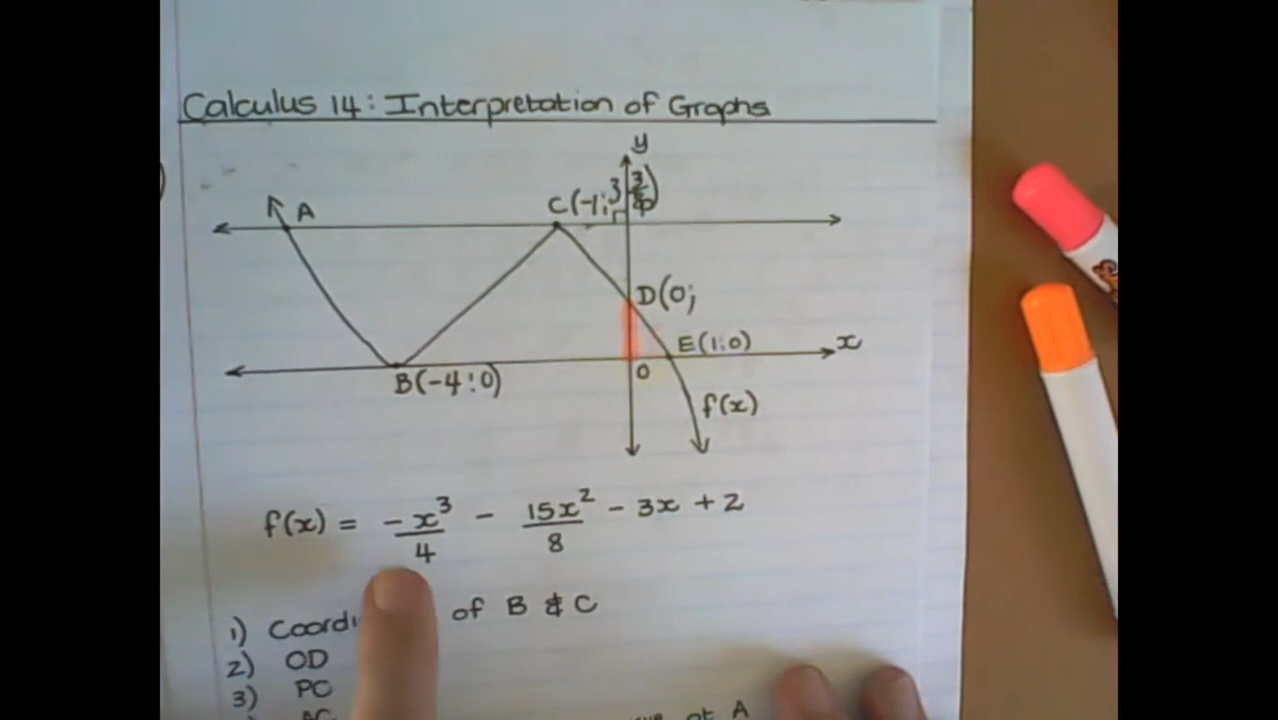 Calculus 14: Interpretation of Graphs
y
A
C(-1; 3 3/8)
D(0;
E(1;0)
x
B(-4;0)
0
f(x)
f(x) = -x³/4 - 15x²/8 - 3x + 2
1) of B & C
2) OD
3) PC
at A